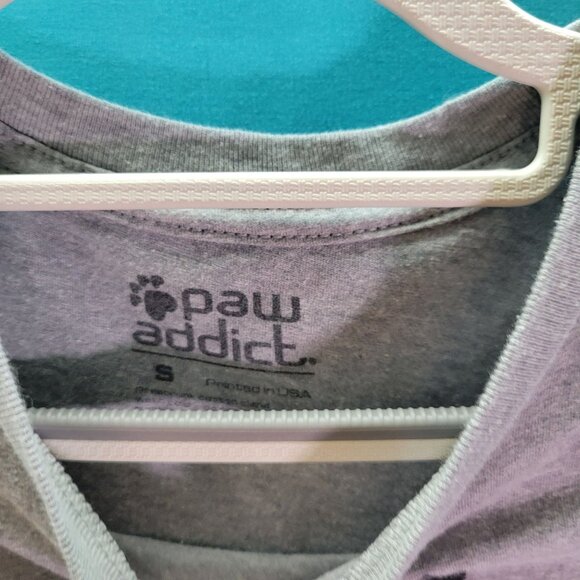 paw
addict®
S Printed in USA